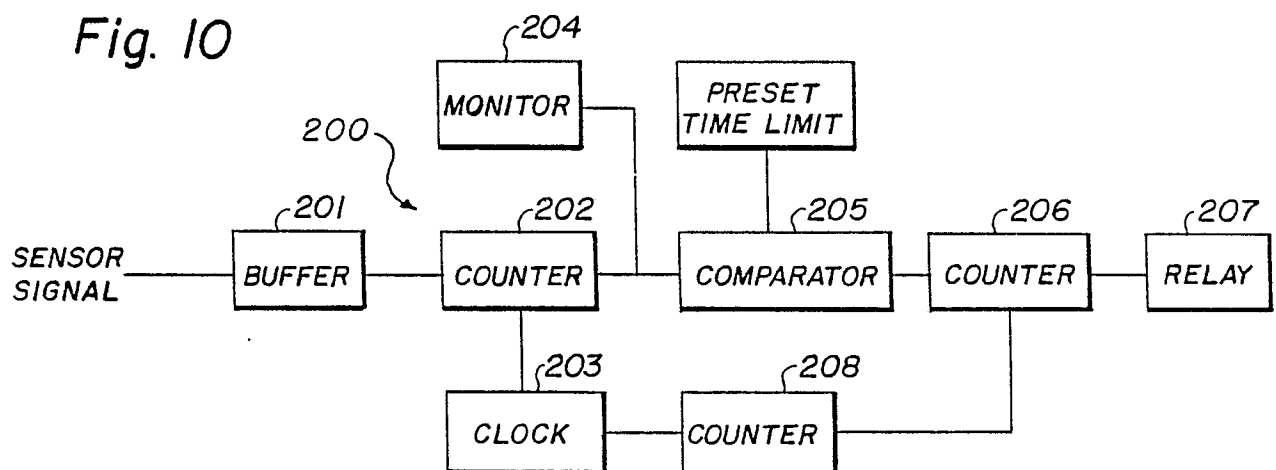 Fig. 10
204
MONITOR
PRESET
TIME LIMIT
200
201
202
205
206
207
SENSOR
SIGNAL
BUFFER
COUNTER
COMPARATOR
COUNTER
RELAY
203
208
CLOCK
COUNTER